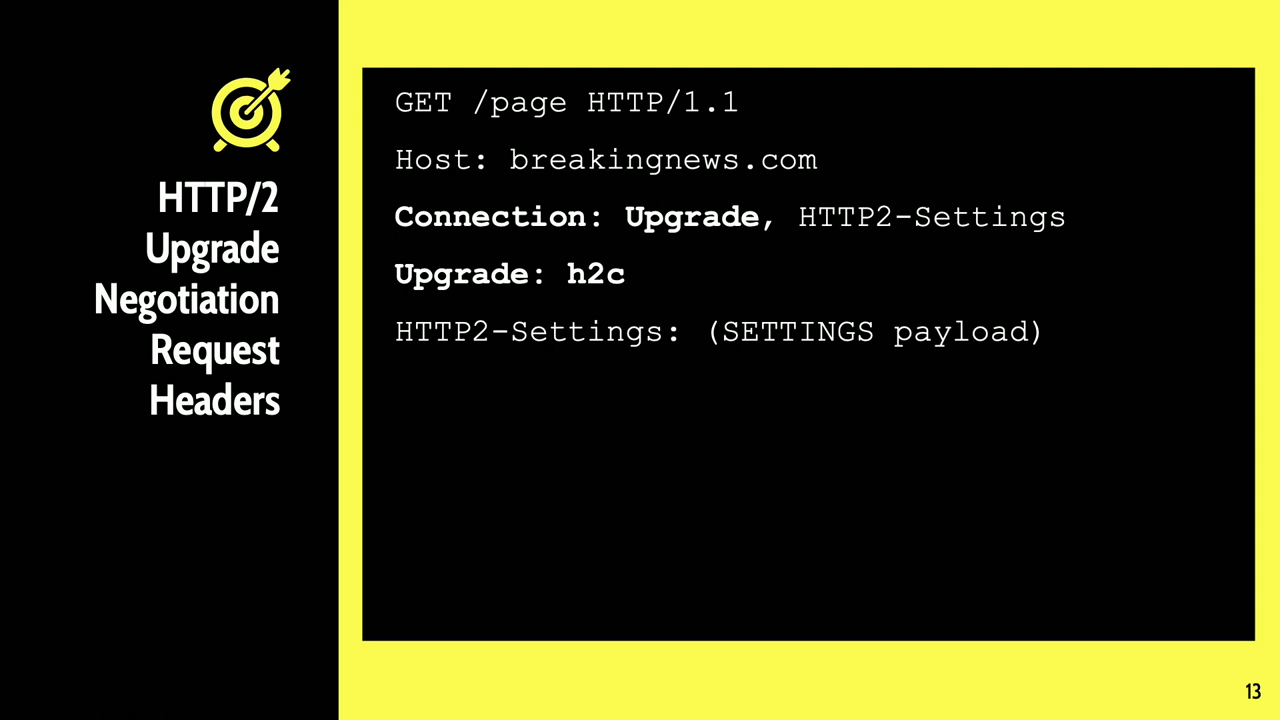 HTTP/2
Upgrade
Negotiation
Request
Headers
GET /page HTTP/1.1
Host: breakingnews.com
Connection: Upgrade, HTTP2-Settings
Upgrade: h2c
HTTP2-Settings: (SETTINGS payload)
13